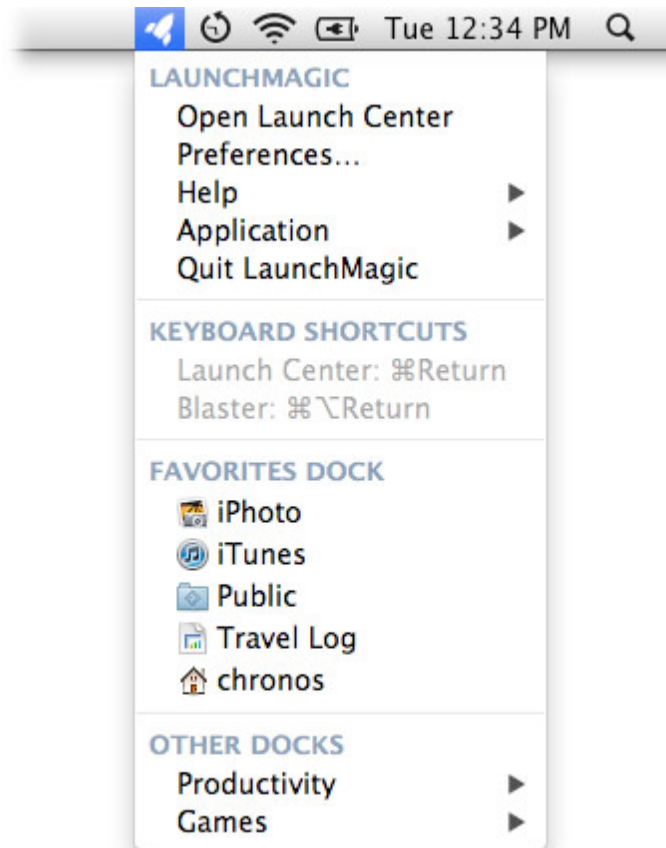 Tue 12:34 PM
LAUNCHMAGIC
Open Launch Center
Preferences...
Help
Application
Quit LaunchMagic
KEYBOARD SHORTCUTS
Launch Center: ⌘Return
Blaster: ⌘⌥Return
FAVORITES DOCK
iPhoto
iTunes
Public
Travel Log
chronos
OTHER DOCKS
Productivity
Games